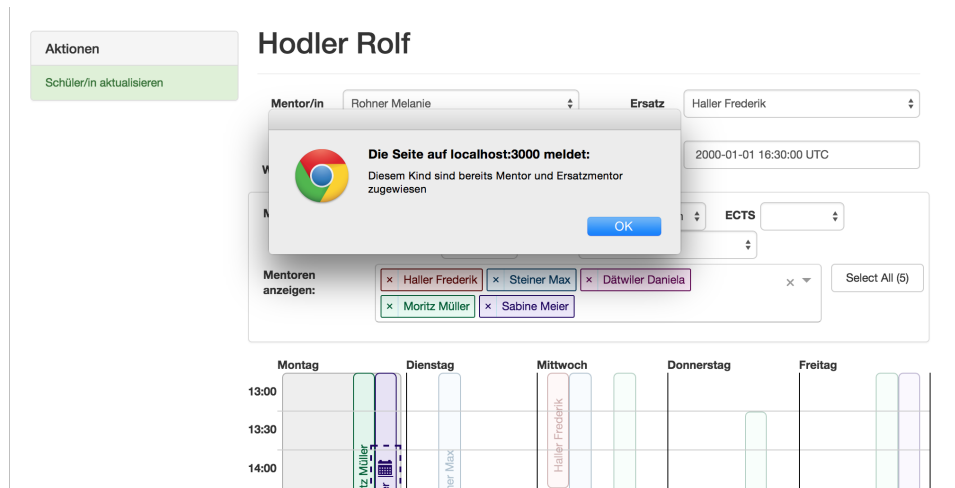 Aktionen
Schüler/in aktualisieren
Hodler Rolf
Mentor/in Rohner Melanie Ersatz Haller Frederik
2000-01-01 16:30:00 UTC
Die Seite auf localhost:3000 meldet:
Diesem Kind sind bereits Mentor und Ersatzmentor
zugewiesen
OK
ECTS
Mentoren
anzeigen:
× Haller Frederik × Steiner Max × Dätwiler Daniela
× Moritz Müller × Sabine Meier
× Select All (5)
Montag Dienstag Mittwoch Donnerstag Freitag
13:00
13:30
14:00
Müller
Max
Haller Frederik